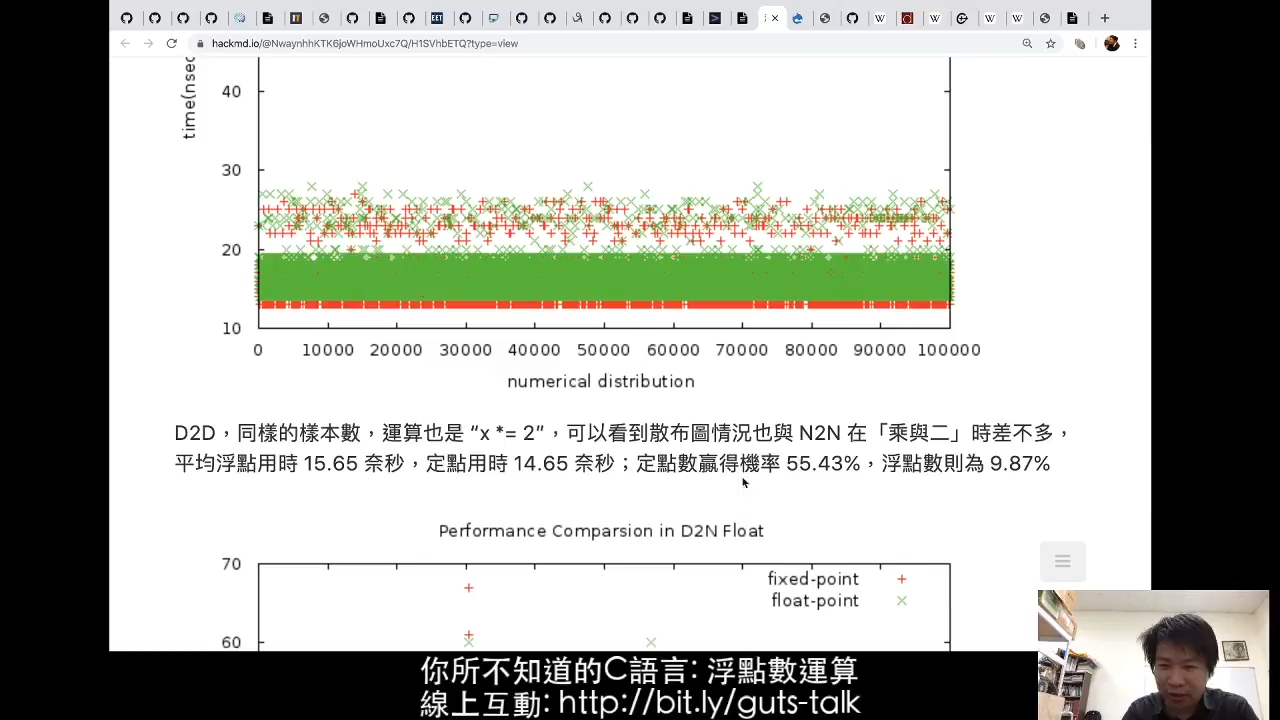 EET
hackmd.io/@NwaynhhKTK6joWHmoUxc7Q/H1SVhbETQ?type=view
time(nsec
40
30
20
10
0 10000 20000 30000 40000 50000 60000 70000 80000 90000 100000
numerical distribution
D2D，同樣的樣本數，運算也是 “x *= 2”，可以看到散布圖情況也與 N2N 在「乘與二」時差不多，
平均浮點用時 15.65 奈秒，定點用時 14.65 奈秒；定點數贏得機率 55.43%，浮點數則為 9.87%
Performance Comparsion in D2N Float
70
fixed-point
float-point
60
你所不知道的C語言: 浮點數運算
線上互動: http://bit.ly/guts-talk